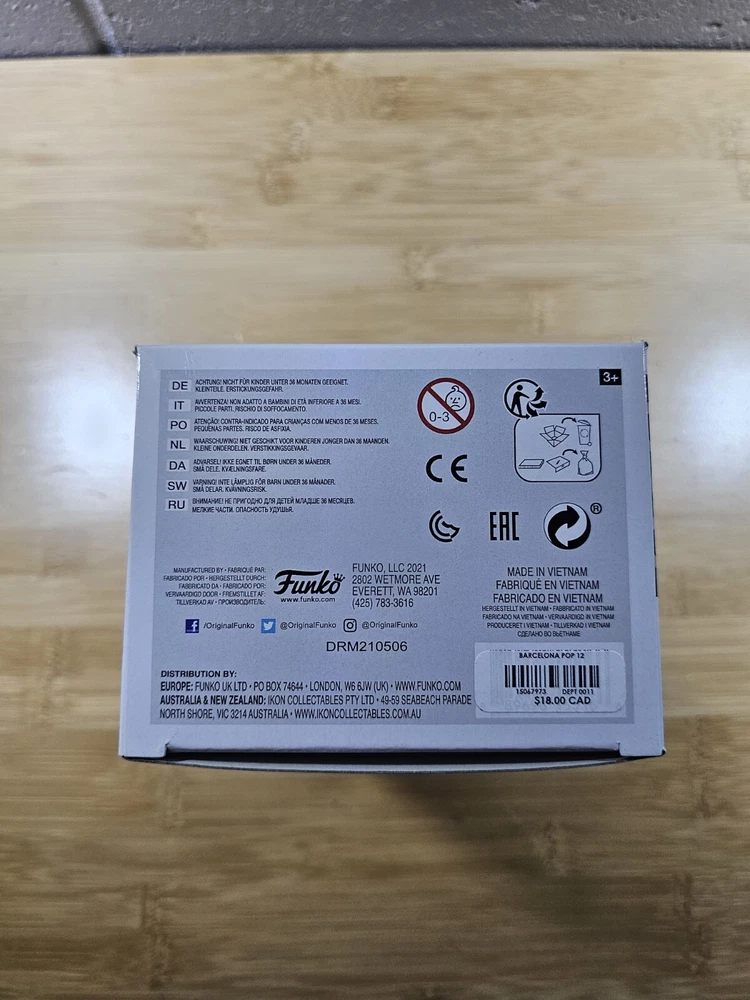 3+
DE ACHTUNG! NICHT FÜR KINDER UNTER 36 MONATEN GEEIGNET.
KLEINTEILE. ERSTICKUNGSGEFAHR.
IT AVVERTENZA! NON ADATTO A BAMBINI DI ETÀ INFERIORE A 36 MESI.
PICCOLE PARTI. RISCHIO DI SOFFOCAMENTO.
PO ATENÇÃO! CONTRA-INDICADO PARA CRIANÇAS COM MENOS DE 36 MESES.
PEQUENAS PARTES. RISCO DE ASFIXIA.
NL WAARSCHUWING! NIET GESCHIKT VOOR KINDEREN JONGER DAN 36 MAANDEN.
KLEINE ONDERDELEN. VERSTIKKINGSGEVAAR.
DA ADVARSEL! IKKE EGNET TIL BØRN UNDER 36 MÅNEDER.
SMÅ DELE. KVÆLNINGSFARE.
SW VARNING! INTE LÄMPLIG FÖR BARN UNDER 36 MÅNADER.
SMÅ DELAR. KVÄVNINGSRISK.
RU ВНИМАНИЕ! НЕ ПРИГОДНО ДЛЯ ДЕТЕЙ МЛАДШЕ 36 МЕСЯЦЕВ.
МЕЛКИЕ ЧАСТИ. ОПАСНОСТЬ УДУШЬЯ.
0-3
CE
EAC
®
MANUFACTURED BY • FABRIQUÉ PAR:
FABRICADO POR • HERGESTELLT DURCH:
FABBRICATO DA • FABRICADO POR:
VERVAARDIGD DOOR • FREMSTILLET AF:
TILLVERKAD AV • ПРОИЗВОДИТЕЛЬ:
Funko
www.funko.com
FUNKO, LLC 2021
2802 WETMORE AVE
EVERETT, WA 98201
(425) 783-3616
MADE IN VIETNAM
FABRIQUÉ EN VIETNAM
FABRICADO EN VIETNAM
HERGESTELLT IN VIETNAM • FABBRICATO IN VIETNAM
FABRICADO NA VIETNAM • VERVAARDIGD IN VIETNAM
PRODUCERET I VIETNAM • TILLVERKAD I VIETNAM
СДЕЛАНО ВО ВЬЕТНАМЕ
f /OriginalFunko @OriginalFunko @OriginalFunko
DRM210506
BARCELONA POP 12
15067973 DEPT 0011
$18.00 CAD
DISTRIBUTION BY:
EUROPE: FUNKO UK LTD • PO BOX 74644 • LONDON, W6 6JW (UK) • WWW.FUNKO.COM
AUSTRALIA & NEW ZEALAND: IKON COLLECTABLES PTY LTD • 49-59 SEABEACH PARADE
NORTH SHORE, VIC 3214 AUSTRALIA • WWW.IKONCOLLECTABLES.COM.AU